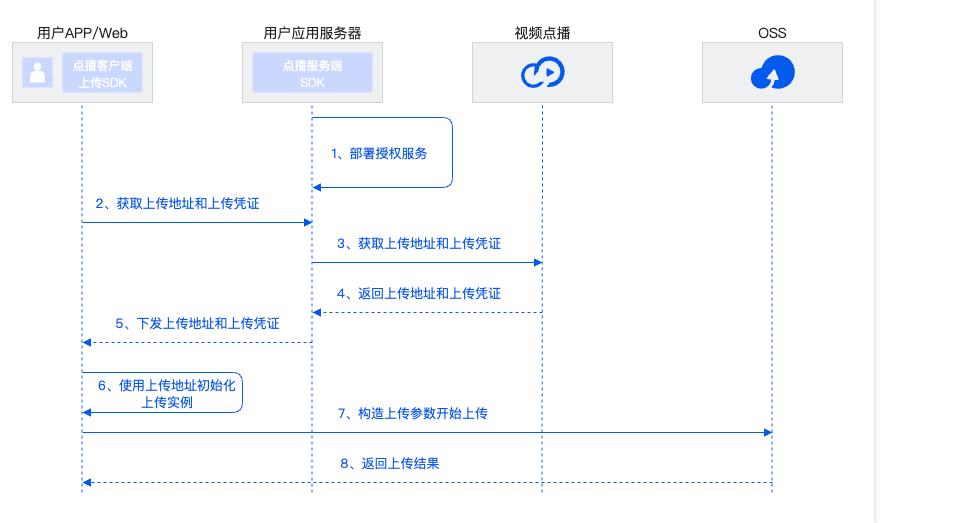 用户APP/Web
用户应用服务器
视频点播
OSS
点播客户端
上传SDK
点播服务端
SDK
1、部署授权服务
2、获取上传地址和上传凭证
3、获取上传地址和上传凭证
4、返回上传地址和上传凭证
5、下发上传地址和上传凭证
6、使用上传地址初始化
上传实例
7、构造上传参数开始上传
8、返回上传结果